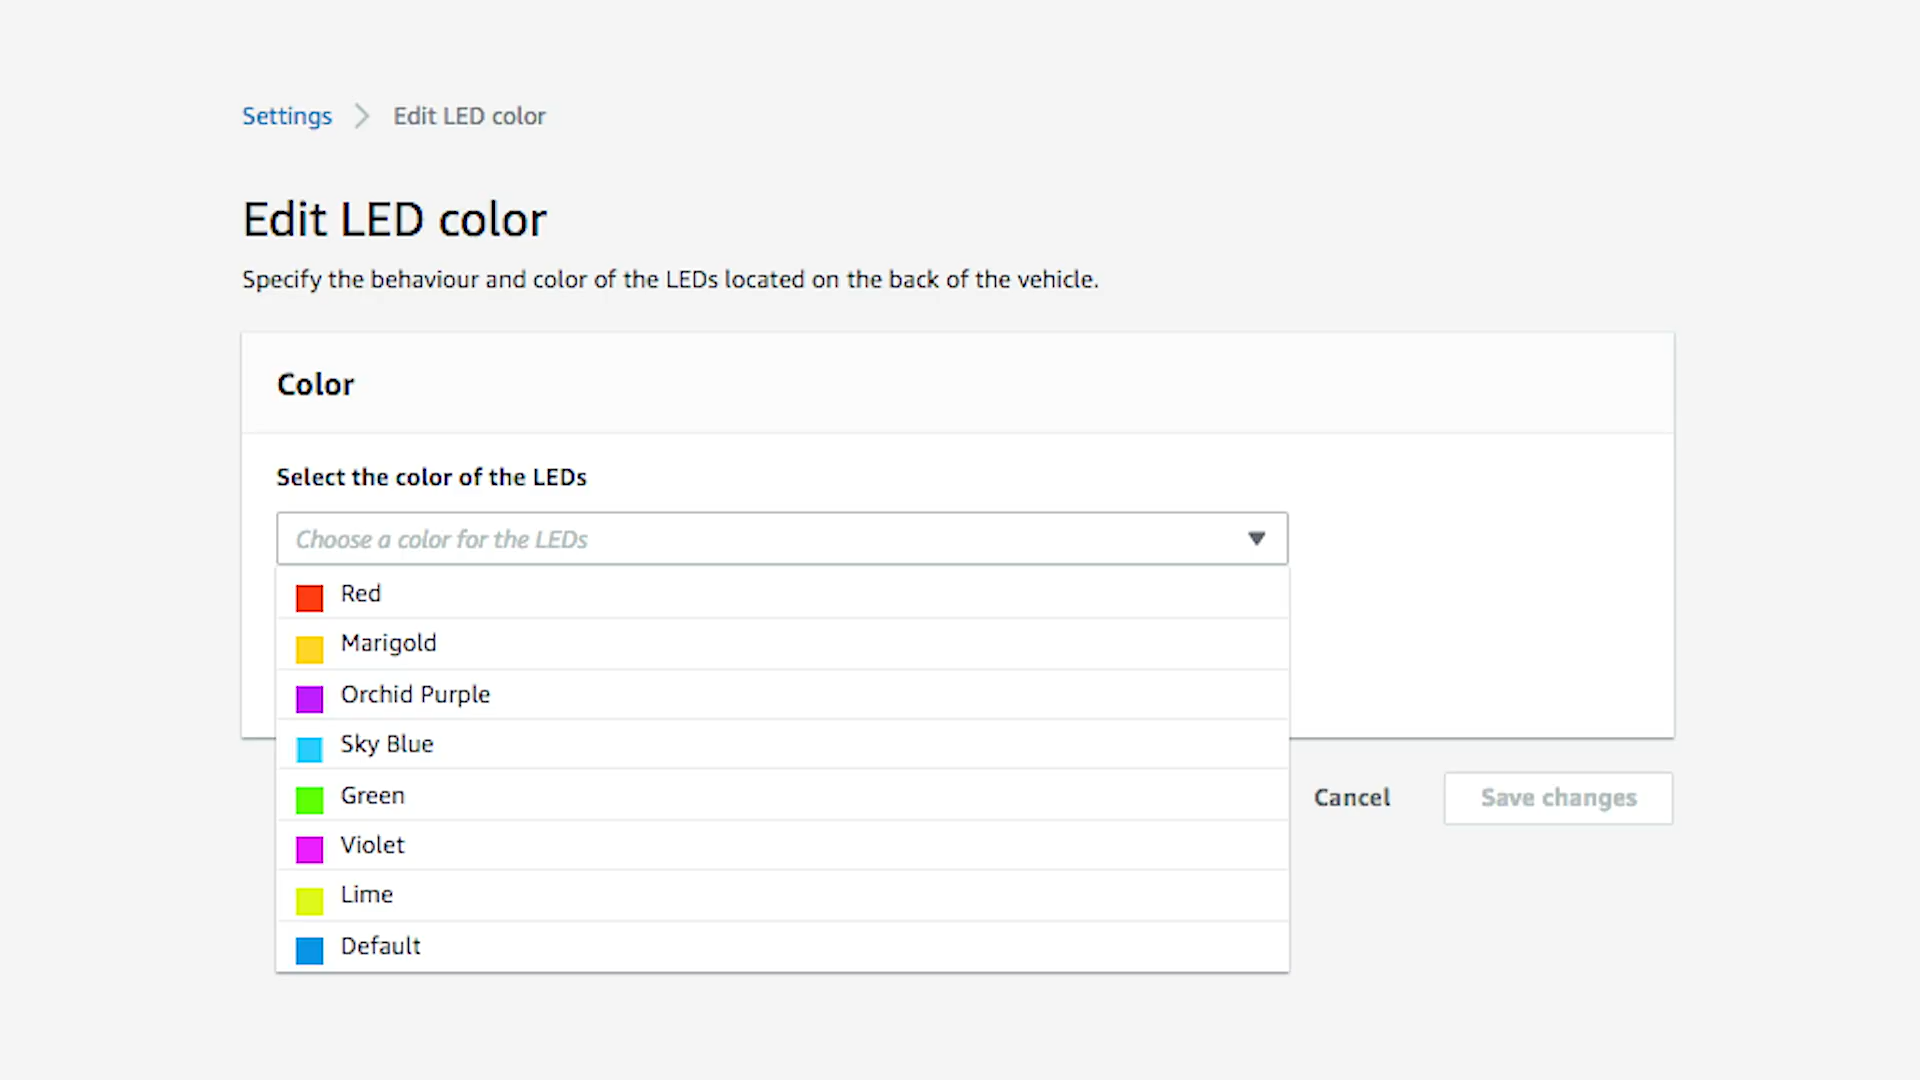 Settings > Edit LED color
Edit LED color
Specify the behaviour and color of the LEDs located on the back of the vehicle.
Color
Select the color of the LEDs
Choose a color for the LEDs
Red
Marigold
Orchid Purple
Sky Blue
Green
Violet
Lime
Default
Cancel Save changes